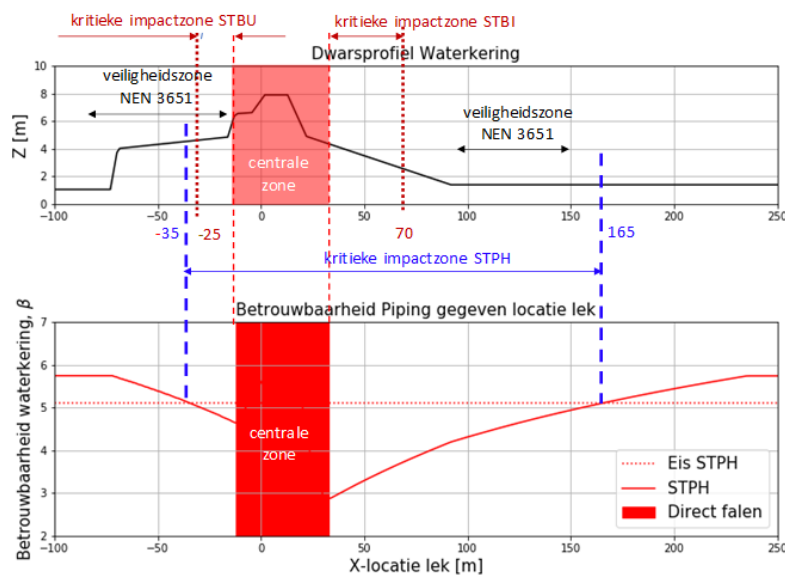 kritieke impactzone STBU
kritieke impactzone STBI
Dwarsprofiel Waterkering
veiligheidszone
NEN 3651
veiligheidszone
NEN 3651
centrale
zone
Z [m]
10
8
6
4
2
0
−100
−50
0
50
100
150
200
250
-35
-25
70
165
kritieke impactzone STPH
Betrouwbaarheid Piping gegeven locatie lek
Betrouwbaarheid waterkering, β
7
6
5
4
3
2
centrale
zone
Eis STPH
STPH
Direct falen
−100
−50
0
50
100
150
200
250
X-locatie lek [m]